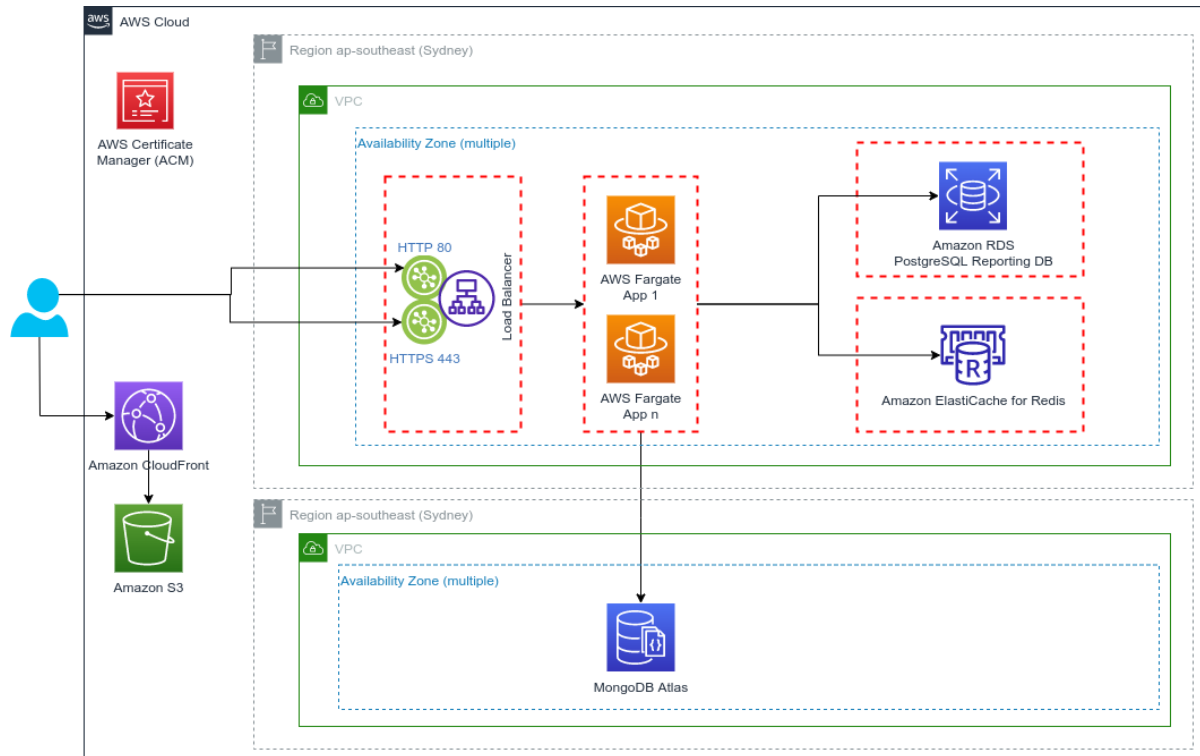 aws
AWS Cloud
Region ap-southeast (Sydney)
VPC
AWS Certificate
Manager (ACM)
Availability Zone (multiple)
HTTP 80
HTTPS 443
Load Balancer
AWS Fargate
App 1
AWS Fargate
App n
Amazon RDS
PostgreSQL Reporting DB
R
Amazon ElastiCache for Redis
Amazon CloudFront
Amazon S3
Region ap-southeast (Sydney)
VPC
Availability Zone (multiple)
MongoDB Atlas